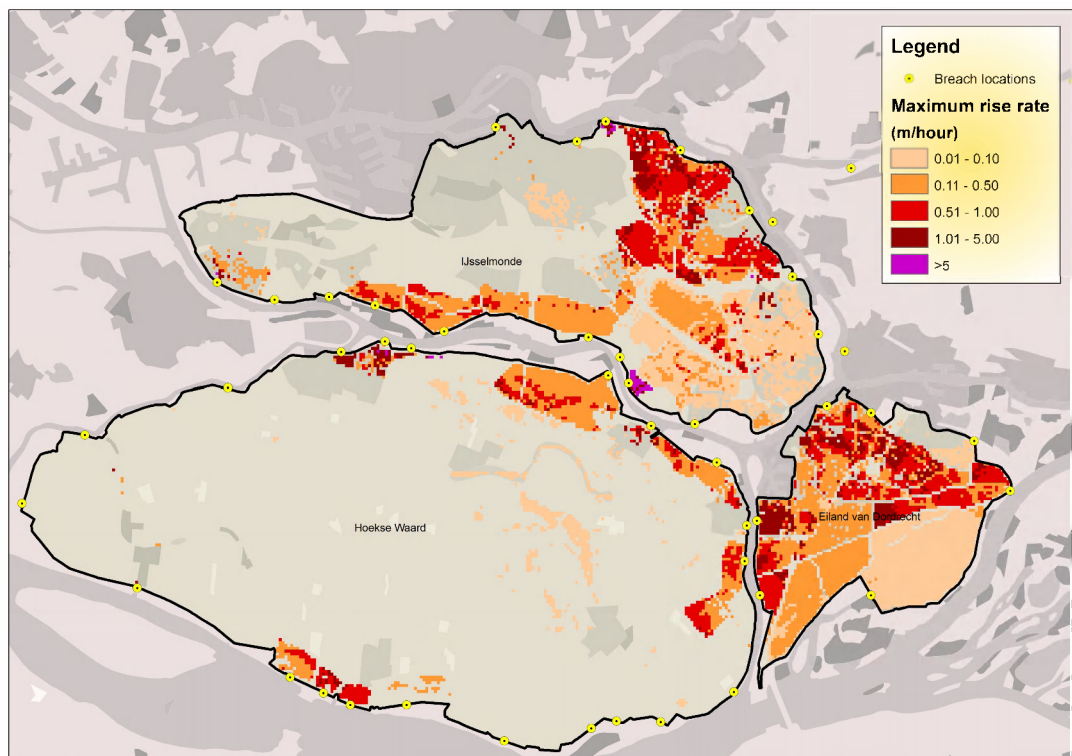 Legend
Breach locations
Maximum rise rate
(m/hour)
0.01 - 0.10
0.11 - 0.50
0.51 - 1.00
1.01 - 5.00
>5
IJsselmonde
Hoekse Waard
Eiland van Dordrecht